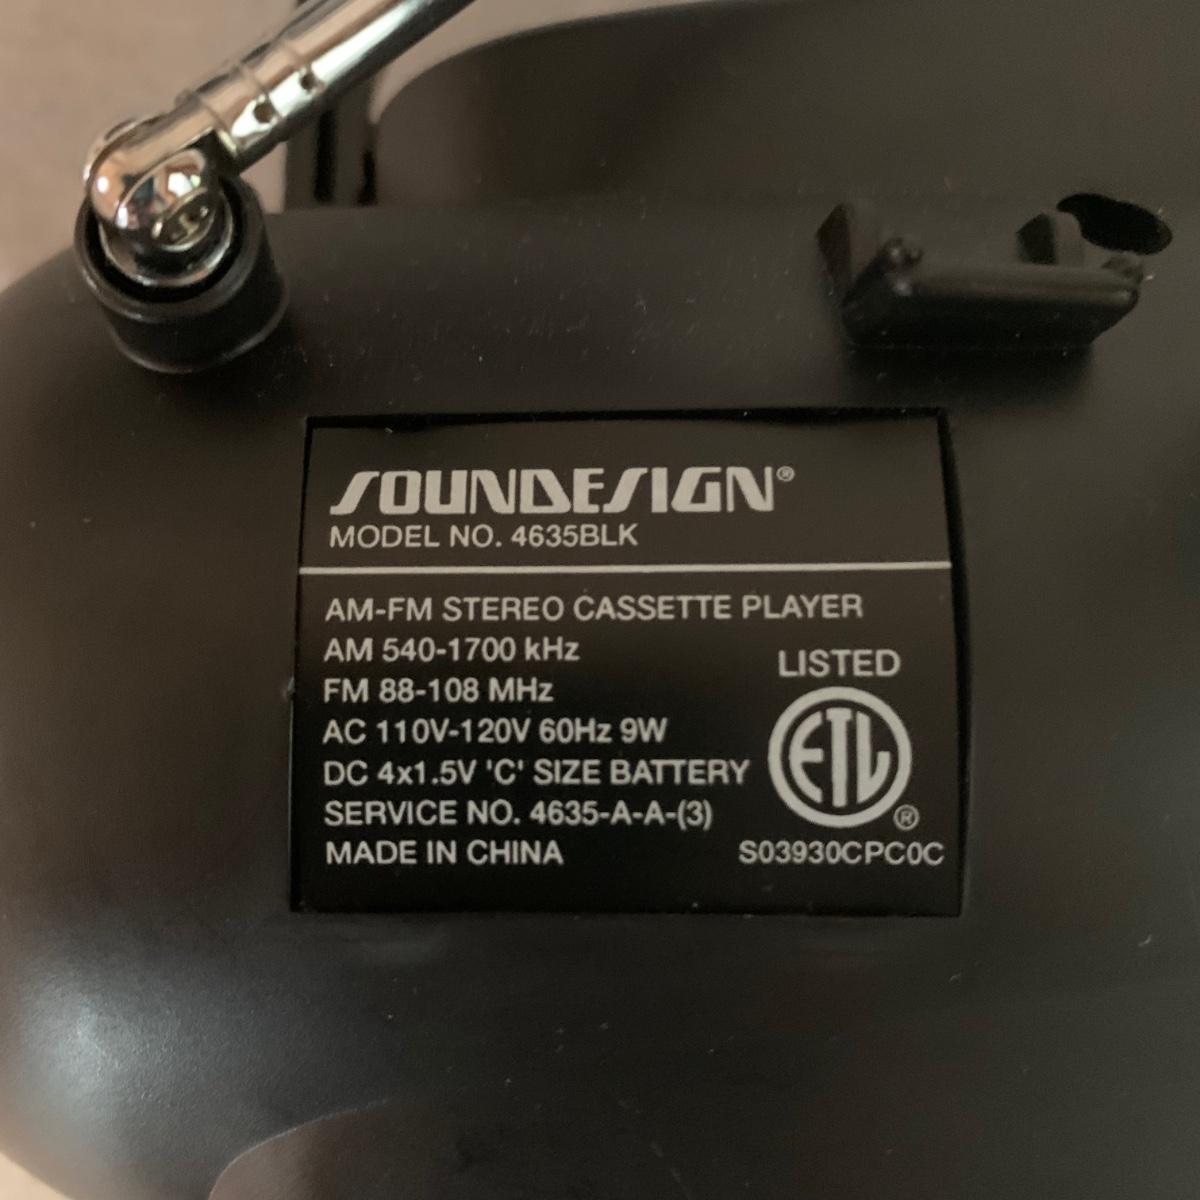 SOUNDESIGN®
MODEL NO. 4635BLK
AM-FM STEREO CASSETTE PLAYER
AM 540-1700 kHz
FM 88-108 MHz
AC 110V-120V 60Hz 9W
DC 4x1.5V 'C' SIZE BATTERY
SERVICE NO. 4635-A-A-(3)
MADE IN CHINA
LISTED
ETL
®
S03930CPC0C